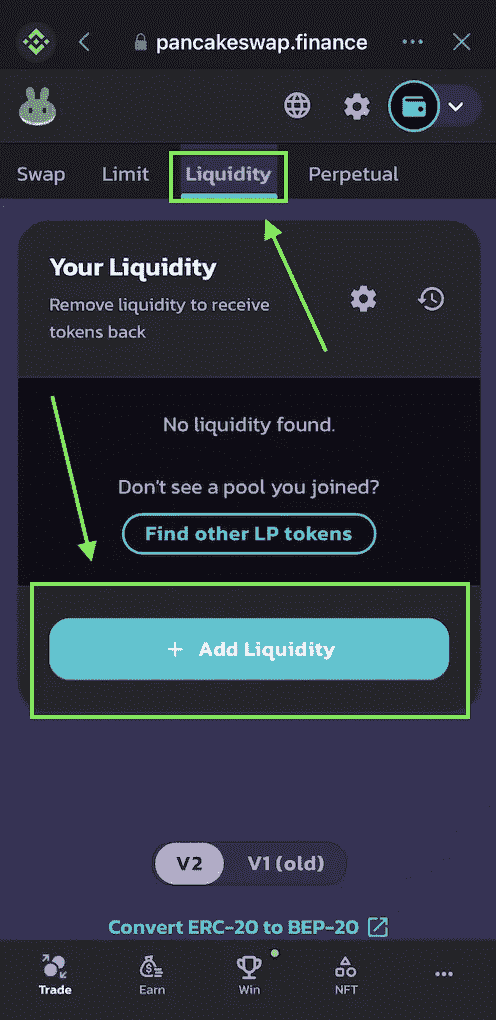 pancakeswap.finance
Swap Limit Liquidity Perpetual
Your Liquidity
Remove liquidity to receive
tokens back
No liquidity found.
Don't see a pool you joined?
Find other LP tokens
+ Add Liquidity
V2 V1 (old)
Convert ERC-20 to BEP-20
Trade Earn Win NFT